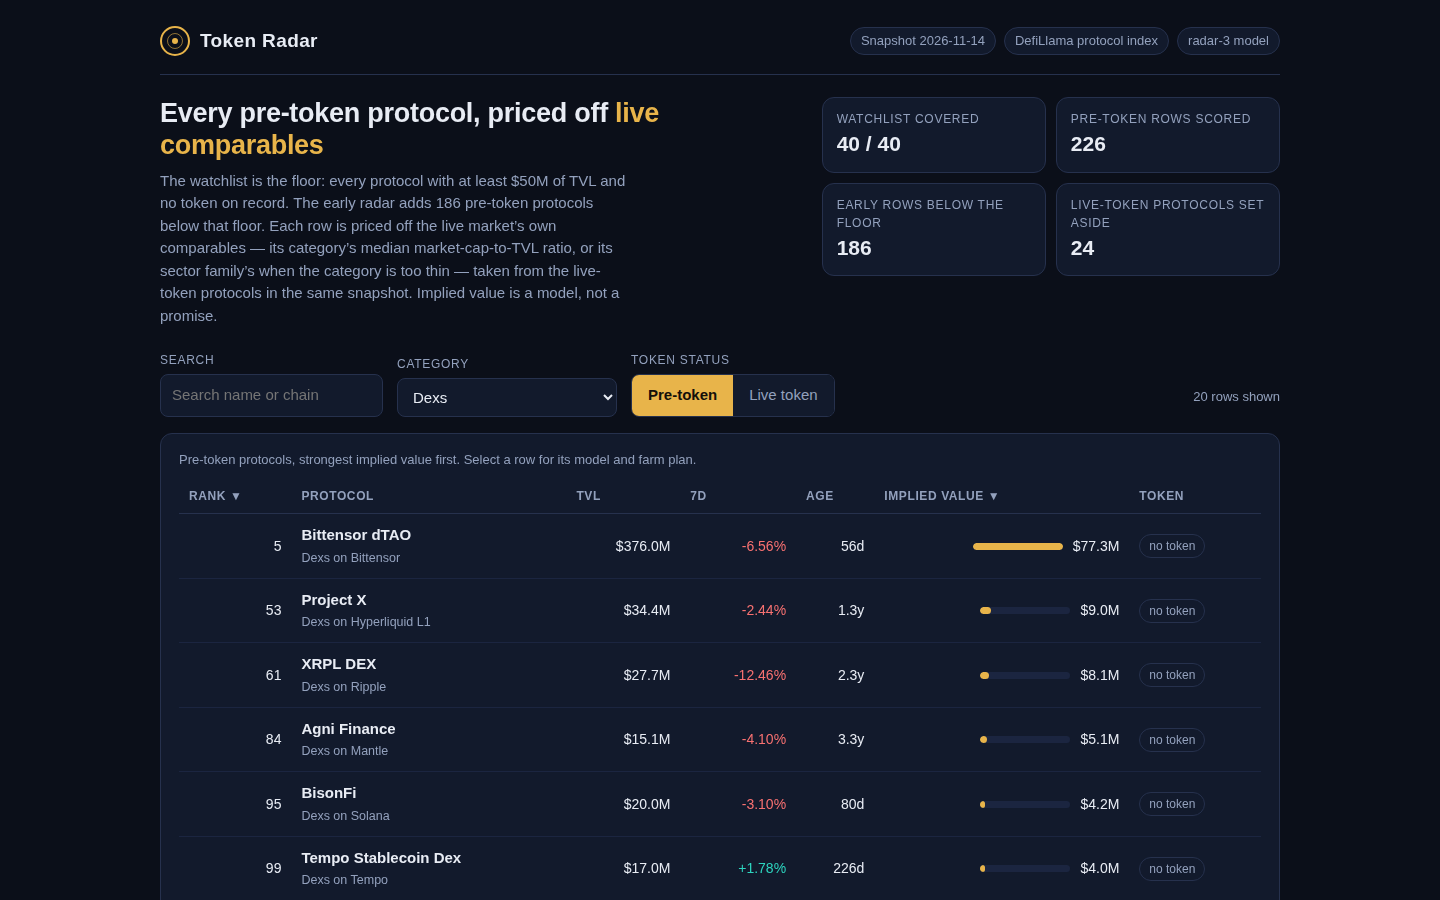 Token Radar
Snapshot 2026-11-14
DefiLlama protocol index
radar-3 model
Every pre-token protocol, priced off live
comparables
The watchlist is the floor: every protocol with at least $50M of TVL and
no token on record. The early radar adds 186 pre-token protocols
below that floor. Each row is priced off the live market’s own
comparables — its category’s median market-cap-to-TVL ratio, or its
sector family’s when the category is too thin — taken from the live-
token protocols in the same snapshot. Implied value is a model, not a
promise.
WATCHLIST COVERED
40 / 40
PRE-TOKEN ROWS SCORED
226
EARLY ROWS BELOW THE
FLOOR
186
LIVE-TOKEN PROTOCOLS SET
ASIDE
24
SEARCH
Search name or chain
CATEGORY
Dexs
TOKEN STATUS
Pre-token Live token
20 rows shown
Pre-token protocols, strongest implied value first. Select a row for its model and farm plan.
RANK ▼ PROTOCOL TVL 7D AGE IMPLIED VALUE ▼ TOKEN
5 Bittensor dTAO $376.0M -6.56% 56d $77.3M no token
Dexs on Bittensor
53 Project X $34.4M -2.44% 1.3y $9.0M no token
Dexs on Hyperliquid L1
61 XRPL DEX $27.7M -12.46% 2.3y $8.1M no token
Dexs on Ripple
84 Agni Finance $15.1M -4.10% 3.3y $5.1M no token
Dexs on Mantle
95 BisonFi $20.0M -3.10% 80d $4.2M no token
Dexs on Solana
99 Tempo Stablecoin Dex $17.0M +1.78% 226d $4.0M no token
Dexs on Tempo